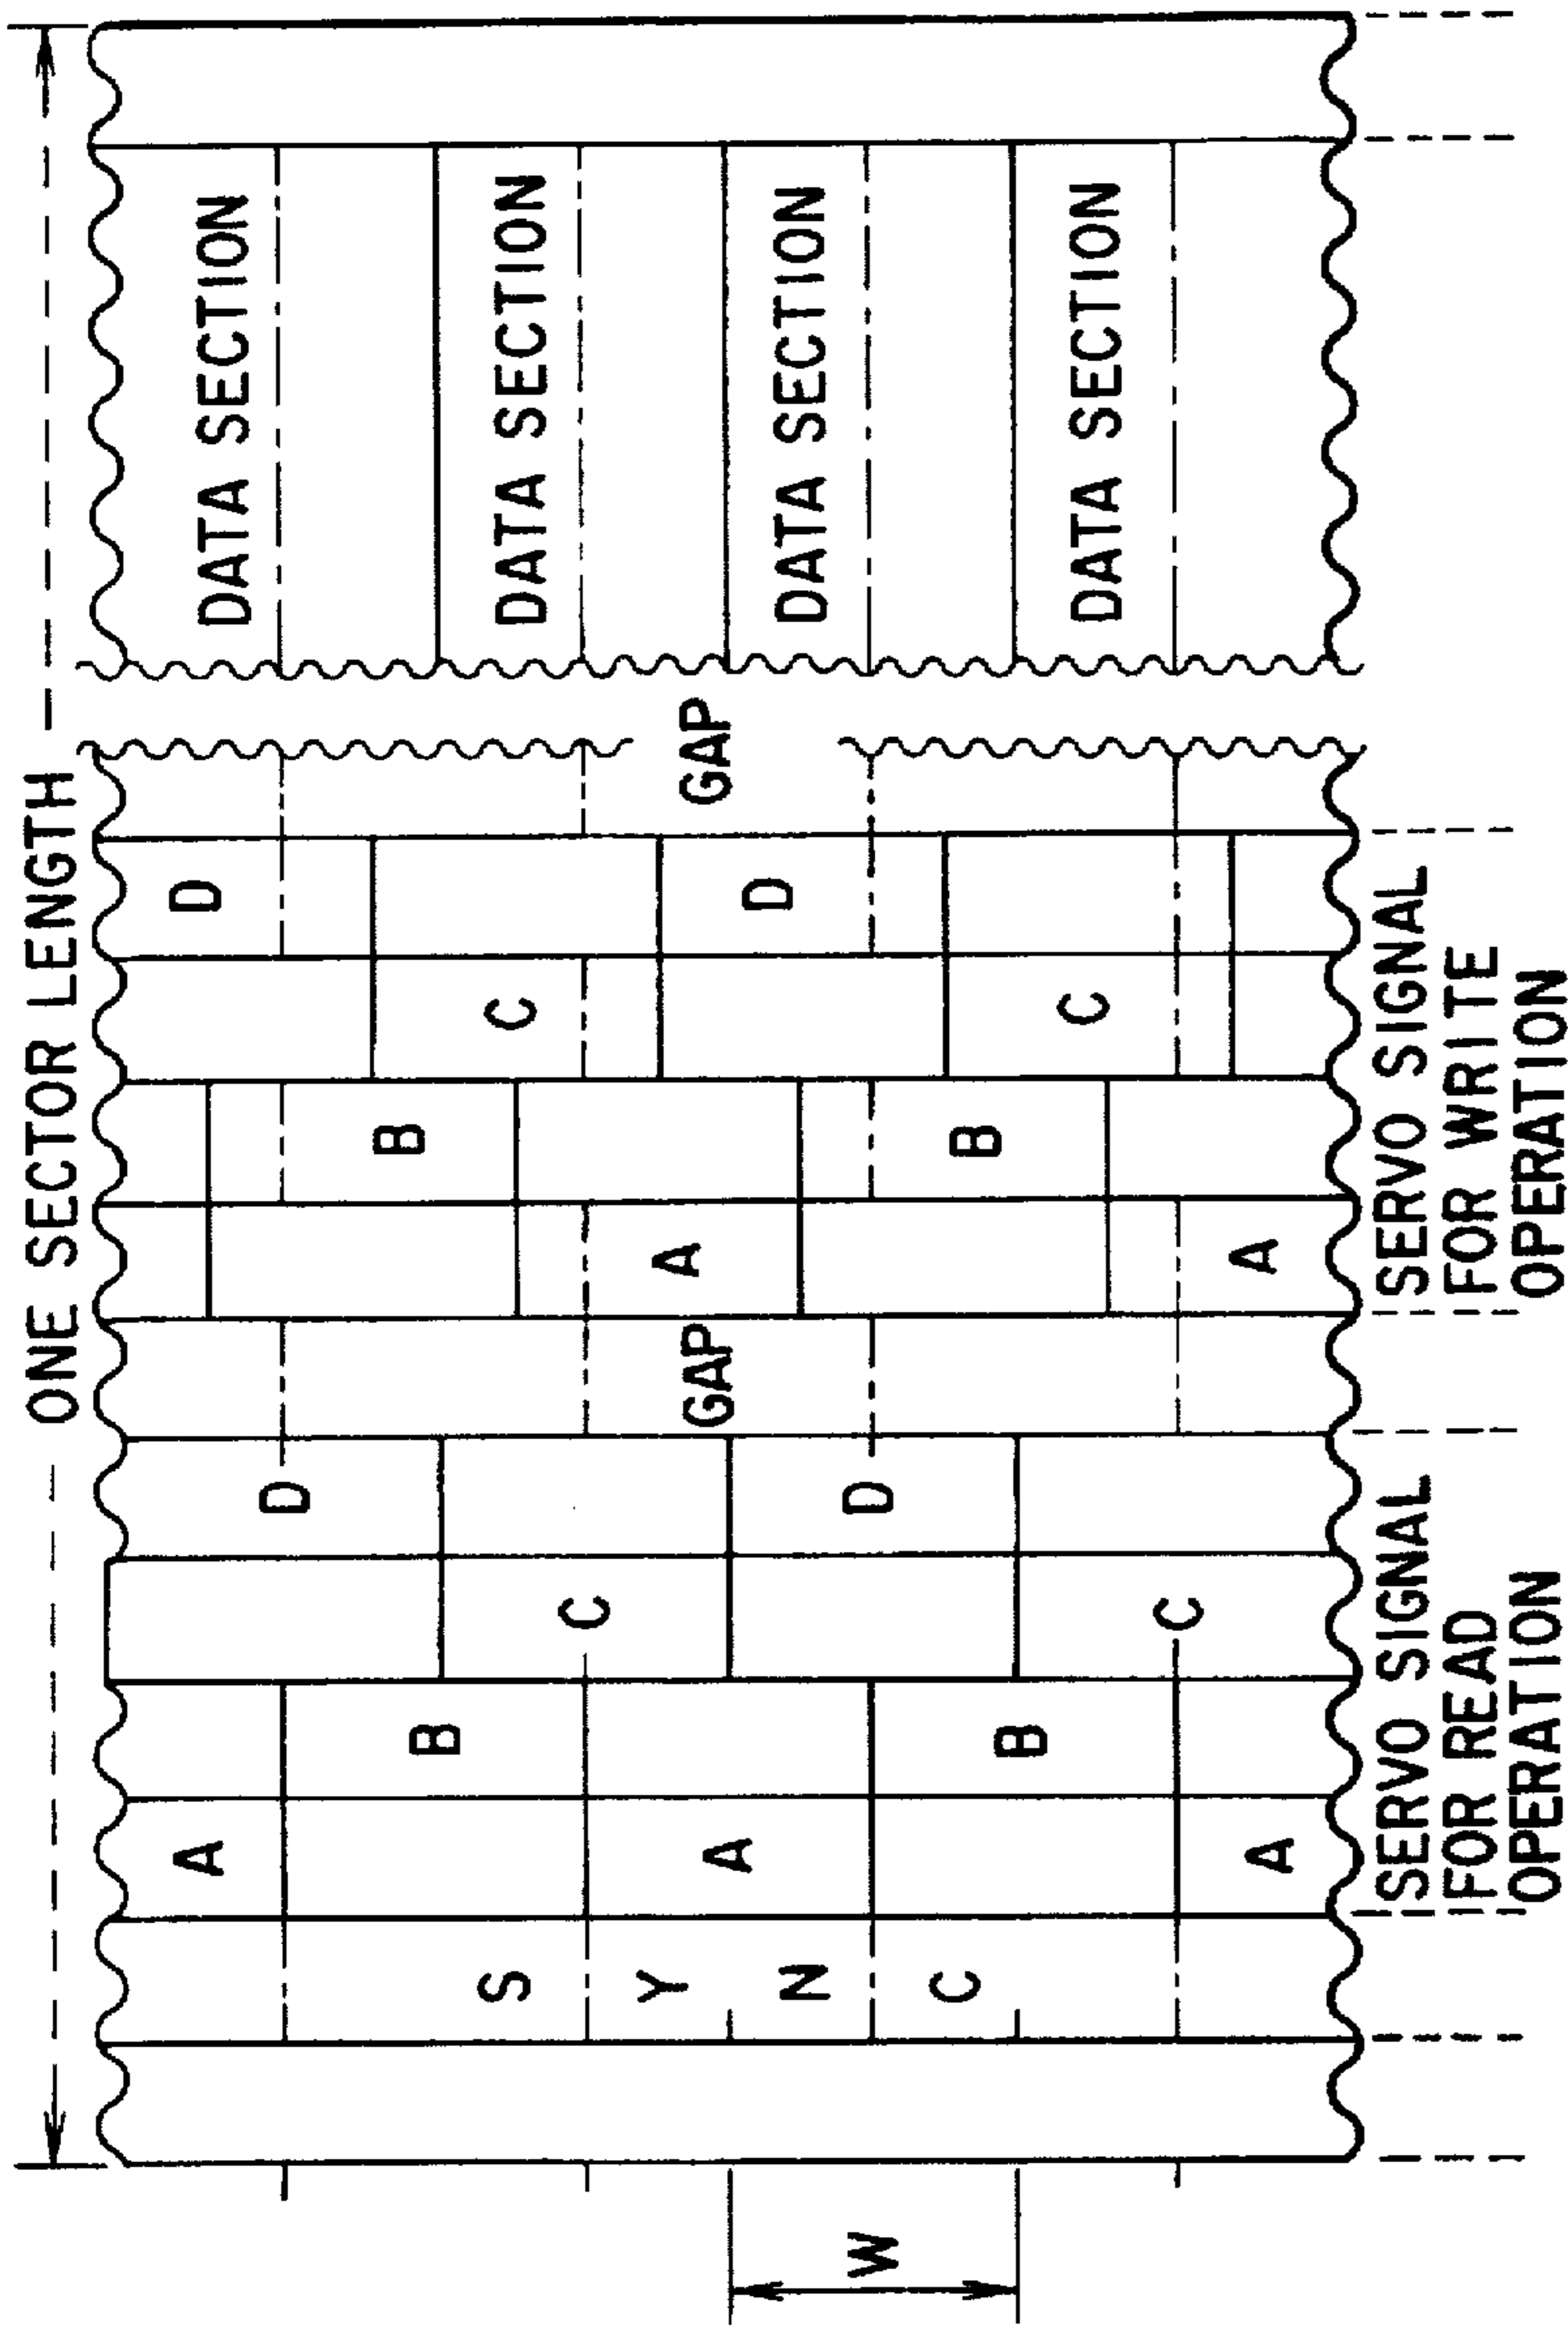 ONE SECTOR LENGTH
A D DATA SECTION
D
B
B
S C DATA SECTION
C
Y A
A GAP GAP
N D DATA SECTION
W D
C B
B
C DATA SECTION
C
A A
SERVO SIGNAL
FOR READ
OPERATION
SERVO SIGNAL
FOR WRITE
OPERATION